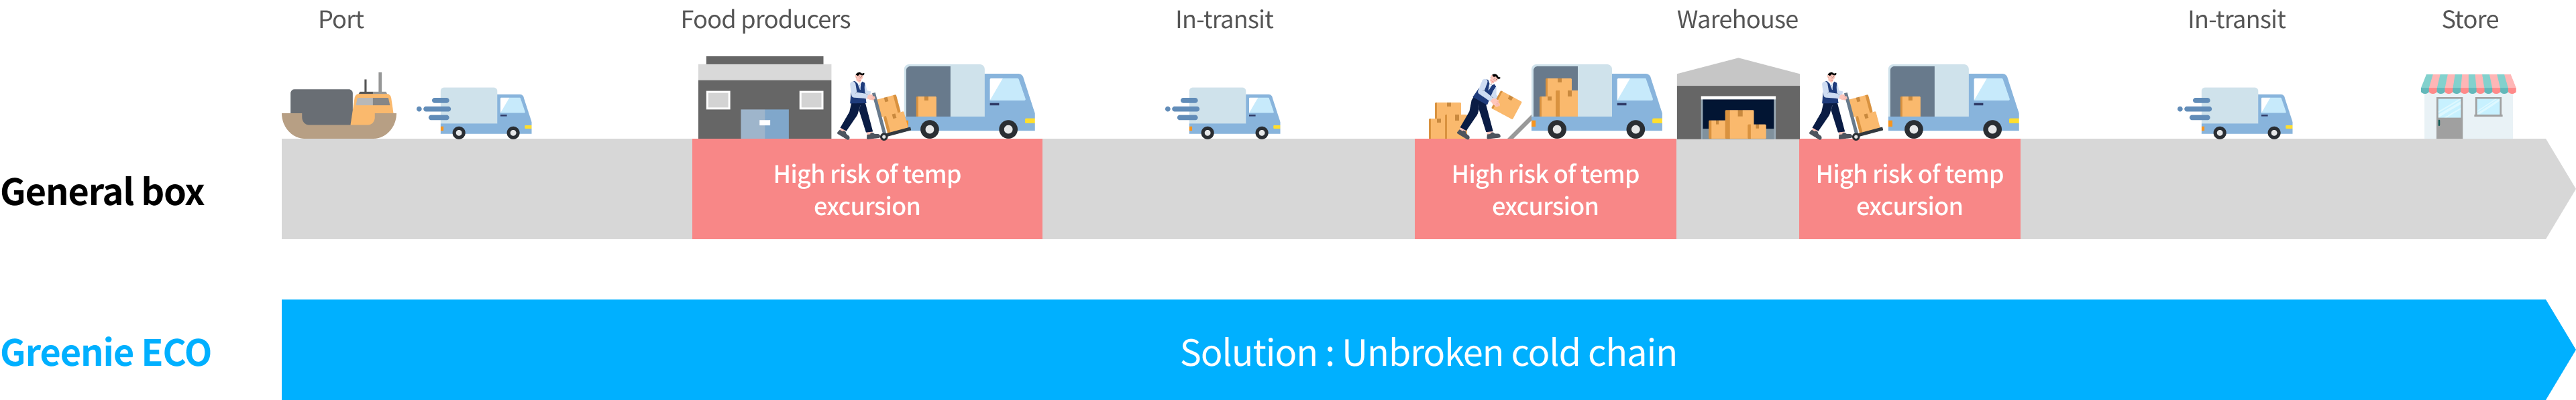 Port
Food producers
In-transit
Warehouse
In-transit
Store
General box
High risk of temp
excursion
High risk of temp
excursion
High risk of temp
excursion
Greenie ECO
Solution : Unbroken cold chain